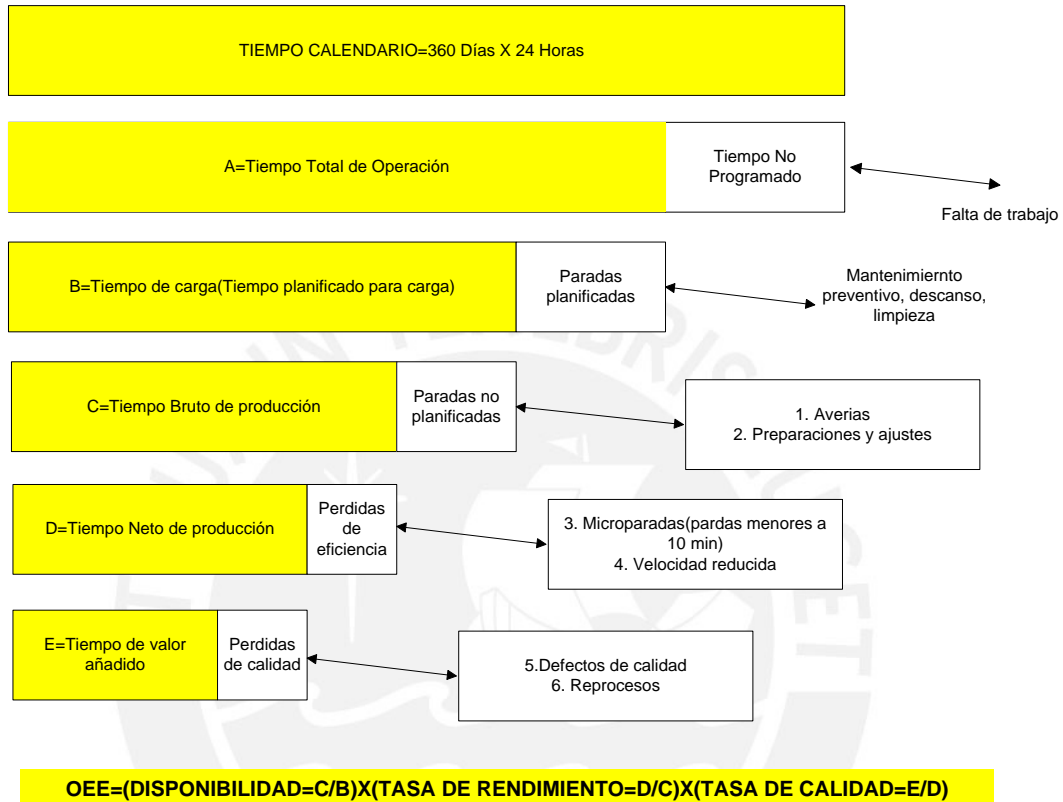 TIEMPO CALENDARIO=360 Días X 24 Horas
A=Tiempo Total de Operación
Tiempo No
Programado
Falta de trabajo
B=Tiempo de carga(Tiempo planificado para carga)
Paradas
planificadas
Mantenimiernto
preventivo, descanso,
limpieza
C=Tiempo Bruto de producción
Paradas no
planificadas
1. Averias
2. Preparaciones y ajustes
D=Tiempo Neto de producción
Perdidas
de
eficiencia
3. Microparadas(pardas menores a
10 min)
4. Velocidad reducida
E=Tiempo de valor
añadido
Perdidas
de calidad
5.Defectos de calidad
6. Reprocesos
OEE=(DISPONIBILIDAD=C/B)X(TASA DE RENDIMIENTO=D/C)X(TASA DE CALIDAD=E/D)